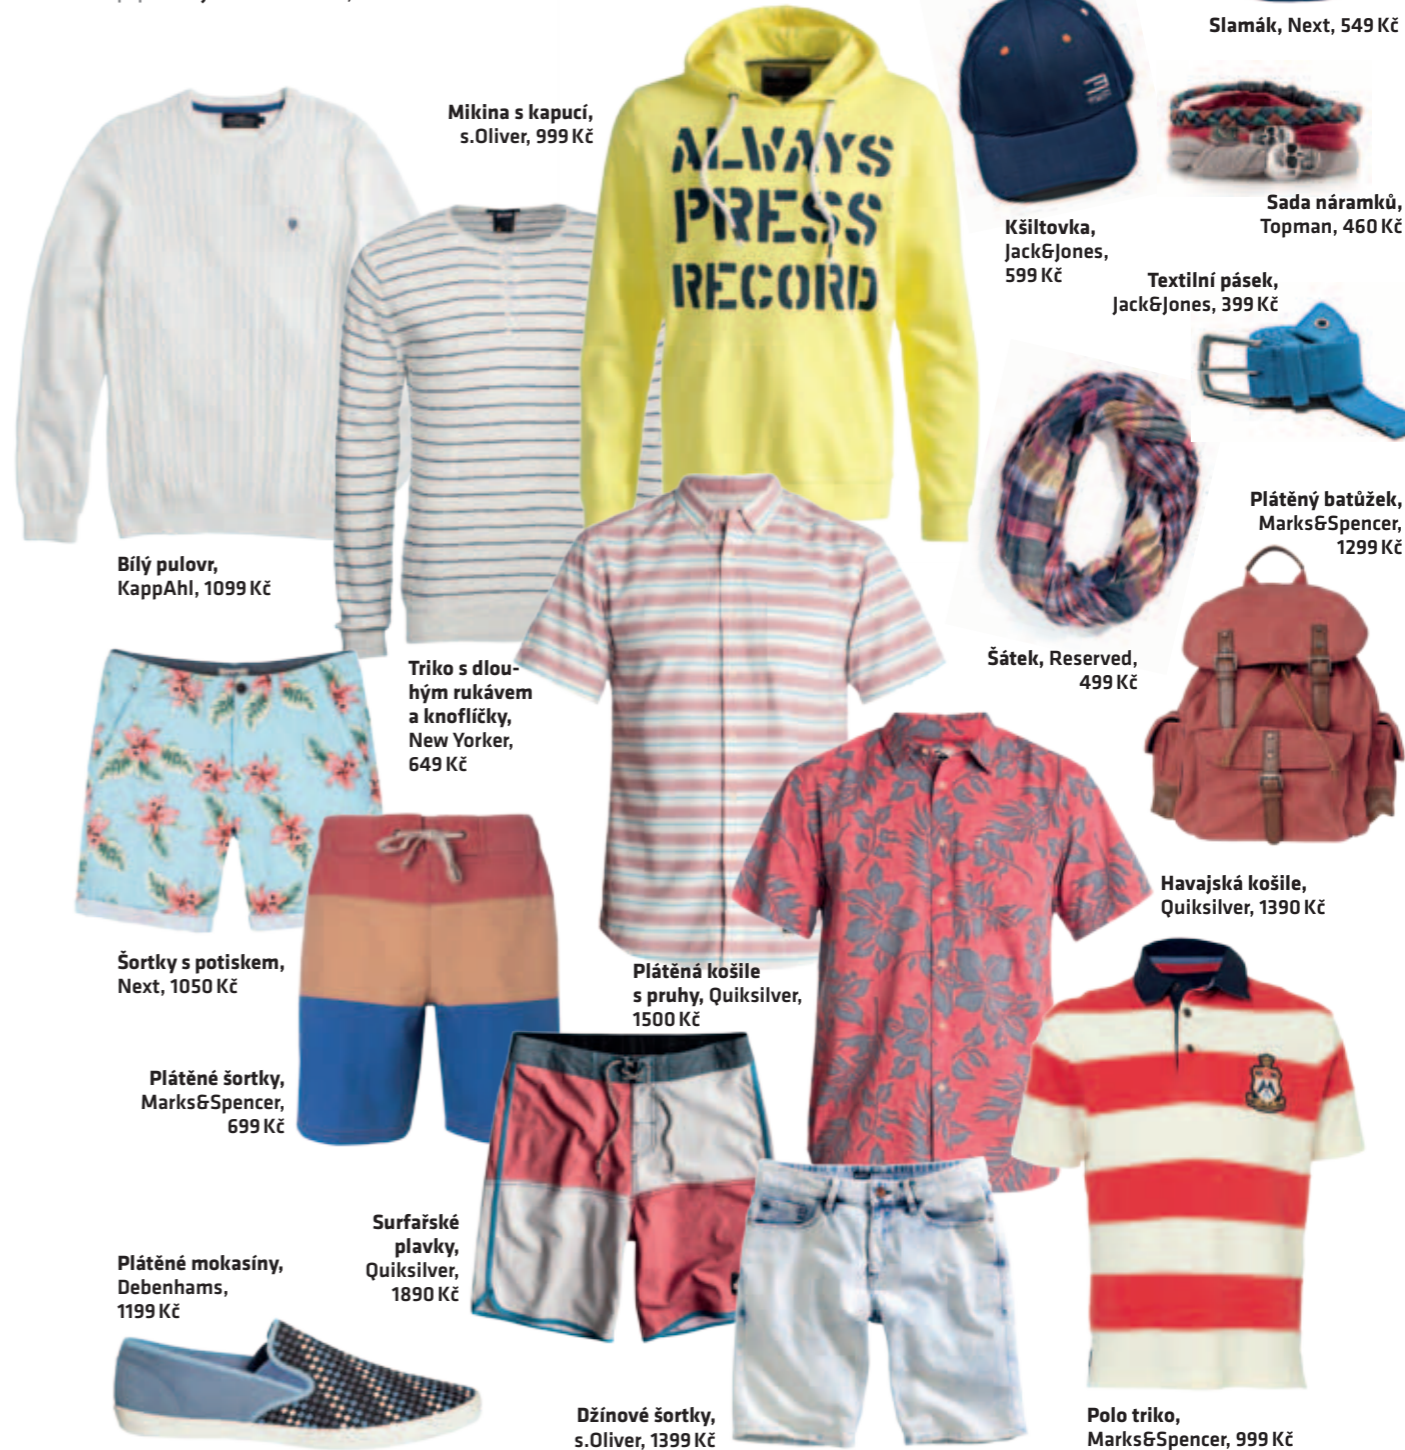 Slamák, Next, 549 Kč
Mikina s kapucí,
s.Oliver, 999 Kč
ALWAYS
PRESS
RECORD
Kšiltovka,
Jack&Jones,
599 Kč
Sada náramků,
Topman, 460 Kč
Textilní pásek,
Jack&Jones, 399 Kč
Plátěný batůžek,
Marks&Spencer,
1299 Kč
Bílý pulovr,
KappAhl, 1099 Kč
Triko s dlou-
hým rukávem
a knoflíčky,
New Yorker,
649 Kč
Šátek, Reserved,
499 Kč
Havajská košile,
Quiksilver, 1390 Kč
Šortky s potiskem,
Next, 1050 Kč
Plátěná košile
s pruhy, Quiksilver,
1500 Kč
Plátěné šortky,
Marks&Spencer,
699 Kč
Surfařské
plavky,
Quiksilver,
1890 Kč
Plátěné mokasíny,
Debenhams,
1199 Kč
Džínové šortky,
s.Oliver, 1399 Kč
Polo triko,
Marks&Spencer, 999 Kč